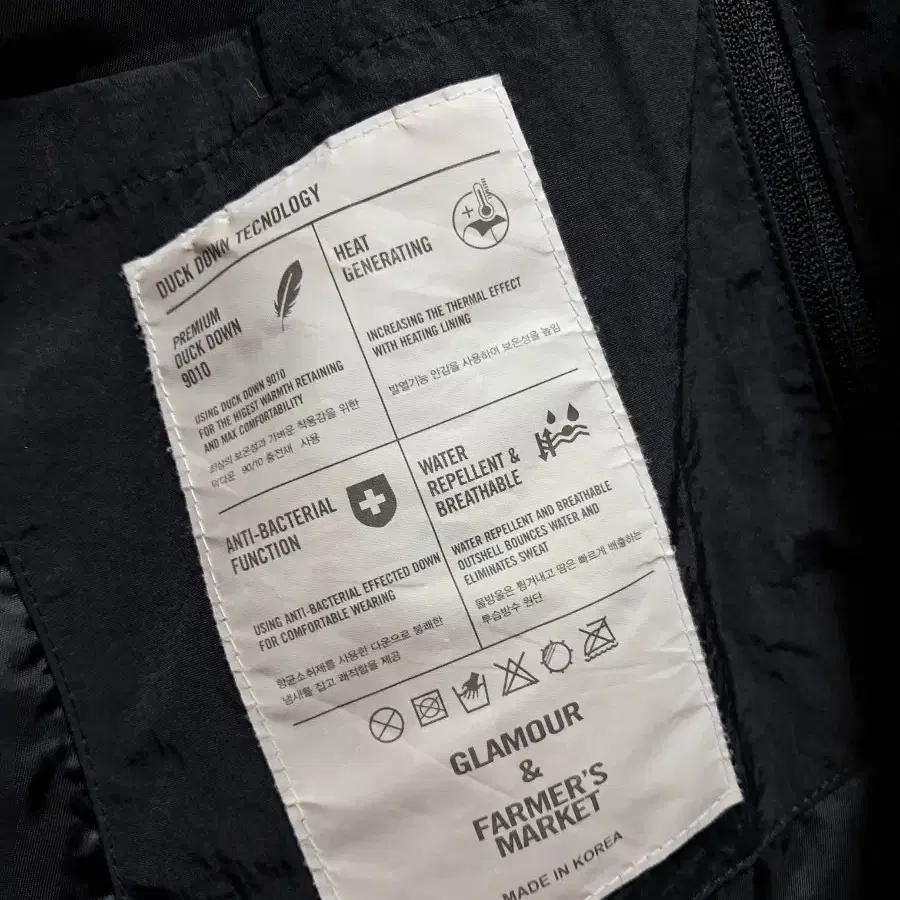 DUCK DOWN TECNOLOGY
PREMIUM
DUCK DOWN
9010
USING DUCK DOWN 9010
FOR THE HIGEST WARMTH RETAINING
AND MAX COMFORTABILITY
최상의 보온성과 가벼운 착용감을 위한
덕다운 90/10 충전재 사용
HEAT
GENERATING
INCREASING THE THERMAL EFFECT
WITH HEATING LINING
발열기능 안감을 사용하여 보온성을 높임
ANTI-BACTERIAL
FUNCTION
USING ANTI-BACTERIAL EFFECTED DOWN
FOR COMFORTABLE WEARING
항균소취제를 사용한 다운으로 불쾌한
냄새를 잡고 쾌적함을 제공
WATER
REPELLENT &
BREATHABLE
WATER REPELLENT AND BREATHABLE
OUTSHELL BOUNCES WATER AND
ELIMINATES SWEAT
물방울은 튕겨내고 땀은 빠르게 배출하는
투습방수 원단
GLAMOUR
&
FARMER'S
MARKET
MADE IN KOREA